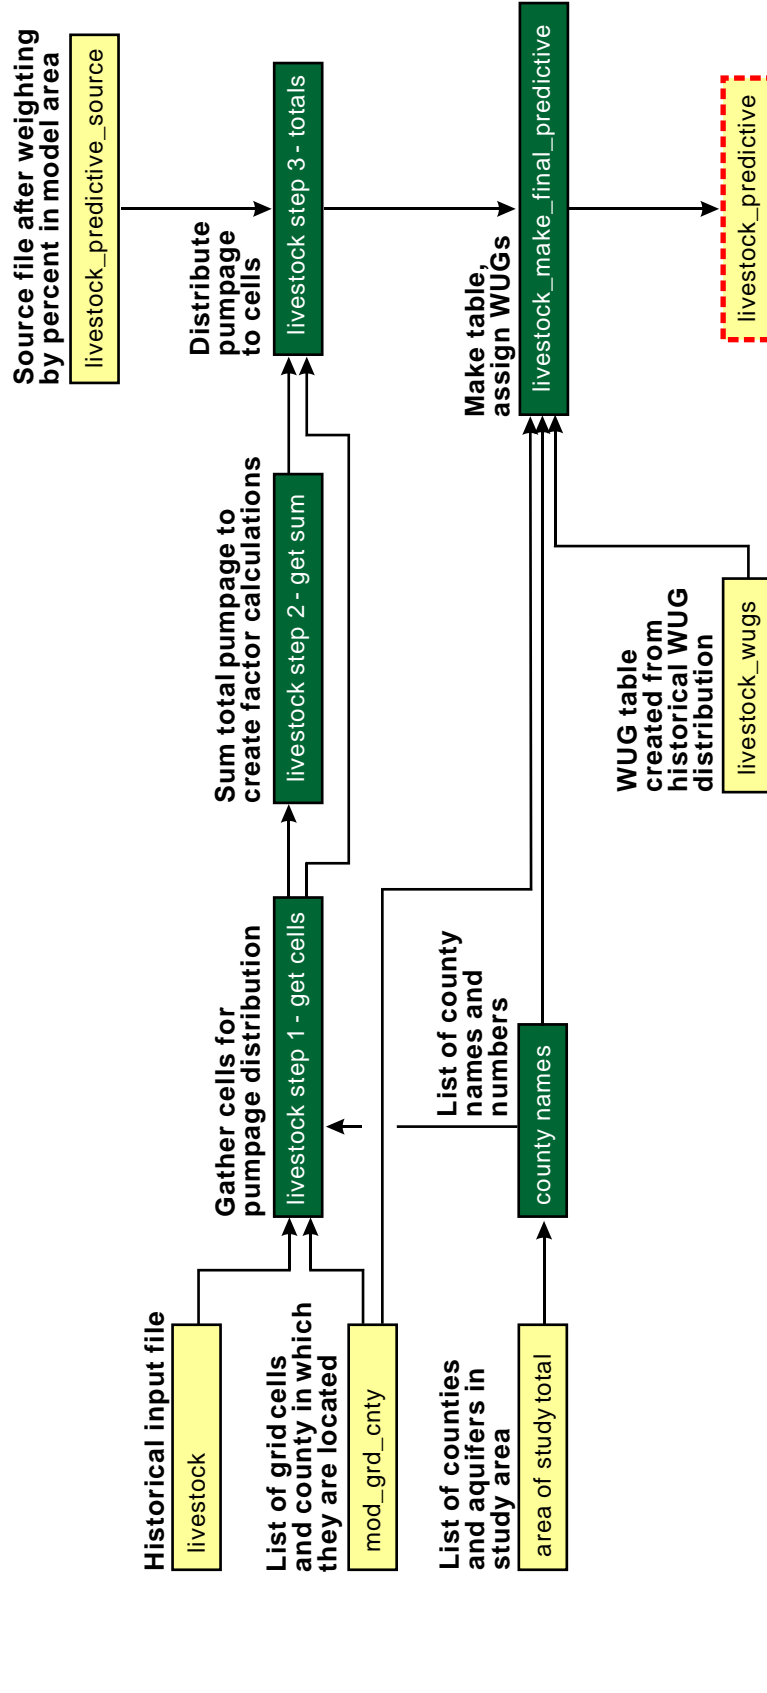 Historical input file
livestock
List of grid cells
and county in which
they are located
mod_grd_cnty
List of counties
and aquifers in
study area
area of study total
Gather cells for
pumpage distribution
livestock step 1 - get cells
List of county
names and
numbers
county names
Sum total pumpage to
create factor calculations
livestock step 2 - get sum
WUG table
created from
historical WUG
distribution
livestock_wugs
Source file after weighting
by percent in model area
livestock_predictive_source
Distribute
pumpage
to cells
livestock step 3 - totals
Make table,
assign WUGs
livestock_make_final_predictive
livestock_predictive